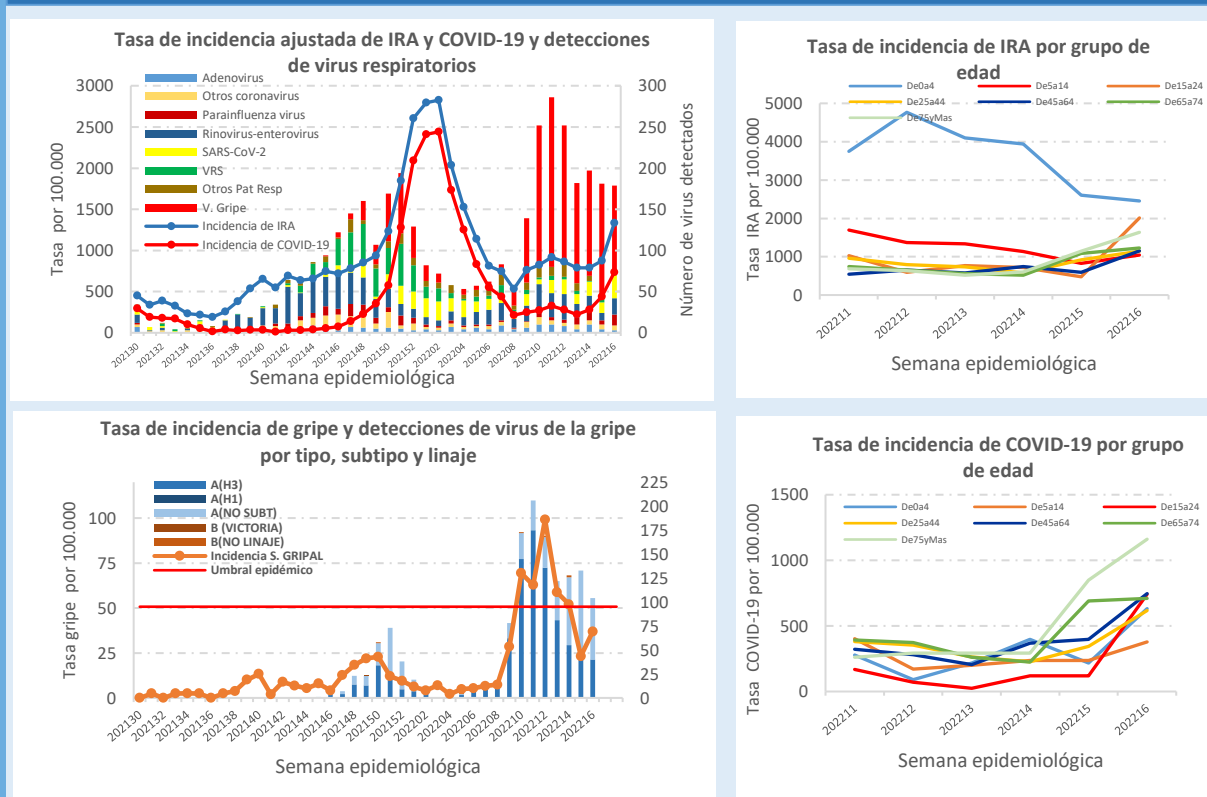 Tasa de incidencia ajustada de IRA y COVID-19 y detecciones
de virus respiratorios
Adenovirus
Otros coronavirus
Parainfluenza virus
Rinovirus-enterovirus
SARS-CoV-2
VRS
Otros Pat Resp
V. Gripe
Incidencia de IRA
Incidencia de COVID-19
Tasa por 100.000
3000
2500
2000
1500
1000
500
0
Número de virus detectados
300
250
200
150
100
50
0
202130
202132
202134
202136
202138
202140
202142
202144
202146
202148
202150
202152
202202
202204
202206
202208
202210
202212
202214
202216
Semana epidemiológica
Tasa de incidencia de IRA por grupo de
edad
De0a4
De5a14
De15a24
De25a44
De45a64
De65a74
De75yMas
Tasa IRA por 100.000
5000
4000
3000
2000
1000
0
202211
202212
202213
202214
202215
202216
Semana epidemiológica
Tasa de incidencia de gripe y detecciones de virus de la gripe
por tipo, subtipo y linaje
A(H3)
A(H1)
A(NO SUBT)
B (VICTORIA)
B(NO LINAJE)
Incidencia S. GRIPAL
Umbral epidémico
Tasa gripe por 100.000
100
75
50
25
0
225
200
175
150
125
100
75
50
25
0
202130
202132
202134
202136
202138
202140
202142
202144
202146
202148
202150
202152
202202
202204
202206
202208
202210
202212
202214
202216
Semana epidemiológica
Tasa de incidencia de COVID-19 por grupo
de edad
De0a4
De5a14
De15a24
De25a44
De45a64
De65a74
De75yMas
Tasa COVID-19 por 100.000
1500
1000
500
0
202211
202212
202213
202214
202215
202216
Semana epidemiológica